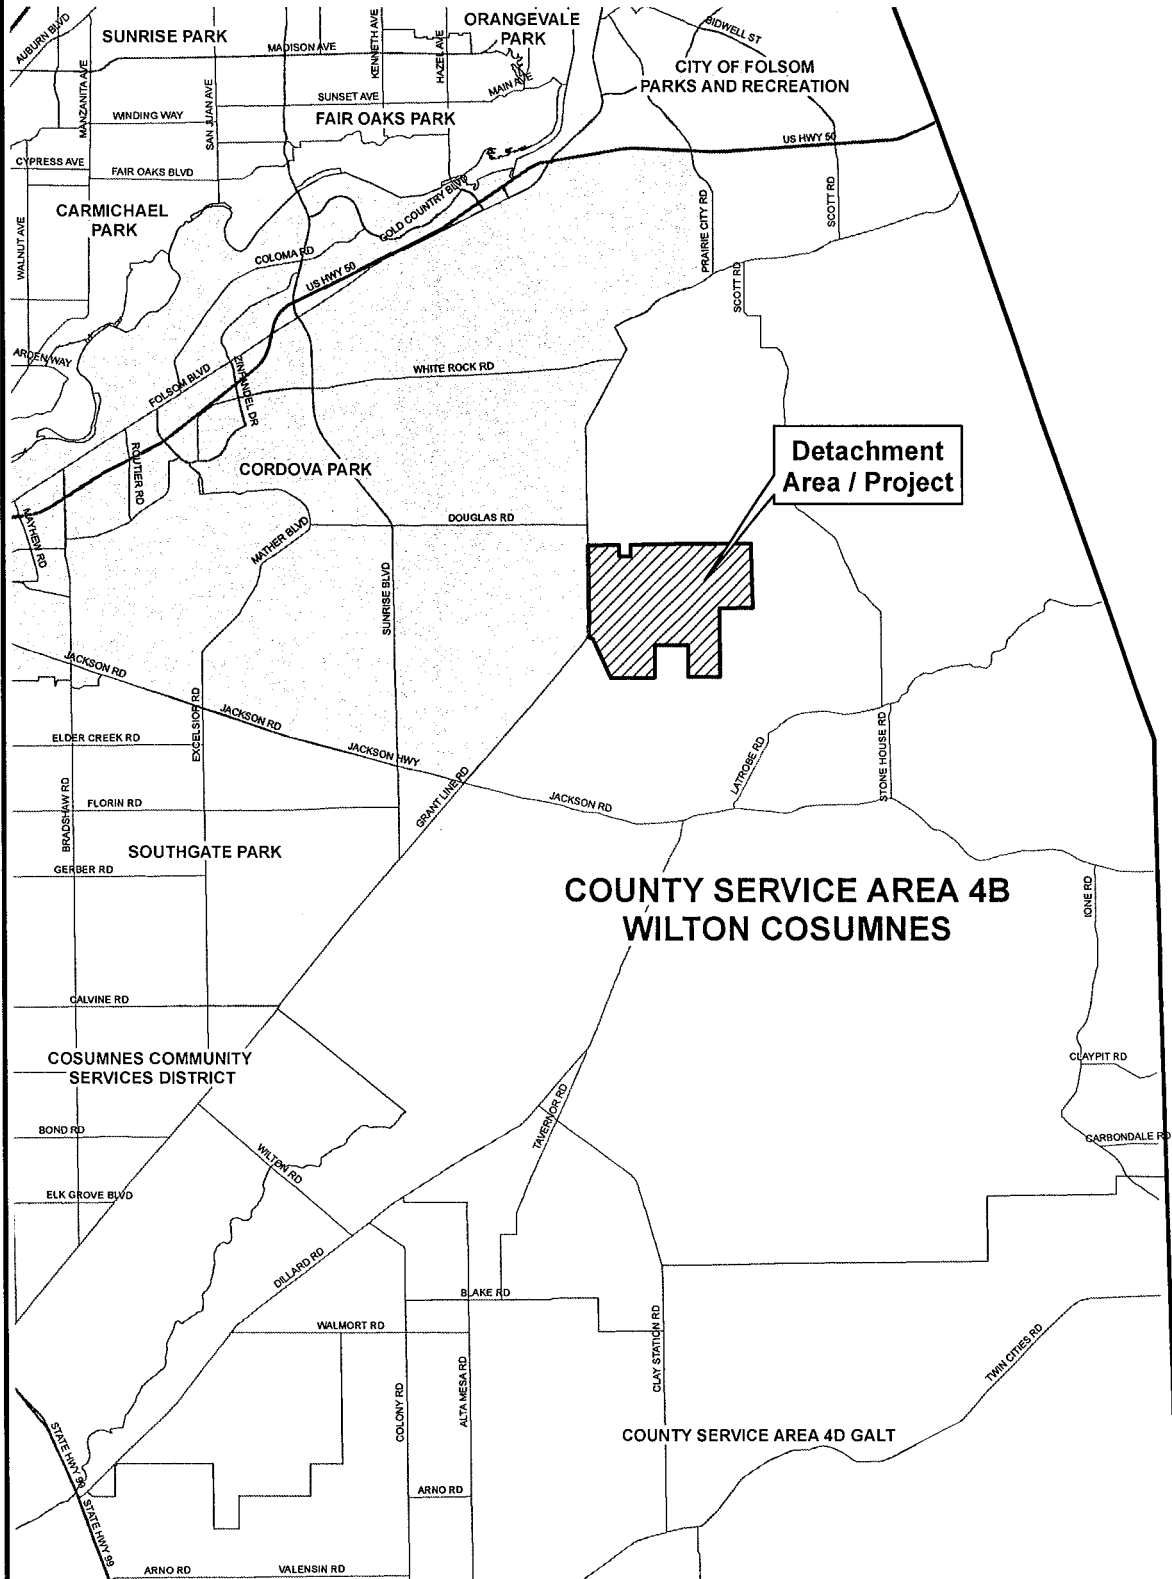 AUBURN BLVD
SUNRISE PARK
MADISON AVE
KENNETH AVE
HAZEL AVE
ORANGEVALE
PARK
BIDWELL ST
CITY OF FOLSOM
PARKS AND RECREATION
MANZANITA AVE
SAN JUAN AVE
SUNSET AVE
MAIN AVE
WINDING WAY
FAIR OAKS PARK
US HWY 50
CYPRESS AVE
FAIR OAKS BLVD
CARMICHAEL
PARK
WALNUT AVE
GOLD COUNTRY BLVD
COLOMA RD
US HWY 50
PRAIRIE CITY RD
SCOTT RD
SCOTT RD
ARDEN WAY
FOLSOM BLVD
ZINFANDEL DR
WHITE ROCK RD
ROUTIER RD
CORDOVA PARK
Detachment
Area / Project
MAYHEW RD
MATHER BLVD
DOUGLAS RD
SUNRISE BLVD
JACKSON RD
EXCELSIOR RD
JACKSON RD
JACKSON HWY
ELDER CREEK RD
BRADSHAW RD
FLORIN RD
GRANT LINE RD
JACKSON RD
LATROBE RD
STONE HOUSE RD
SOUTHGATE PARK
GERBER RD
COUNTY SERVICE AREA 4B
WILTON COSUMNES
IONE RD
CALVINE RD
COSUMNES COMMUNITY
SERVICES DISTRICT
CLAYPIT RD
BOND RD
TAVERNOR RD
CARBONDALE RD
WILTON RD
ELK GROVE BLVD
DILLARD RD
BLAKE RD
WALMORT RD
CLAY STATION RD
TWIN CITIES RD
COLONY RD
ALTA MESA RD
COUNTY SERVICE AREA 4D GALT
STATE HWY 99
STATE HWY 99
ARNO RD
ARNO RD
VALENSIN RD